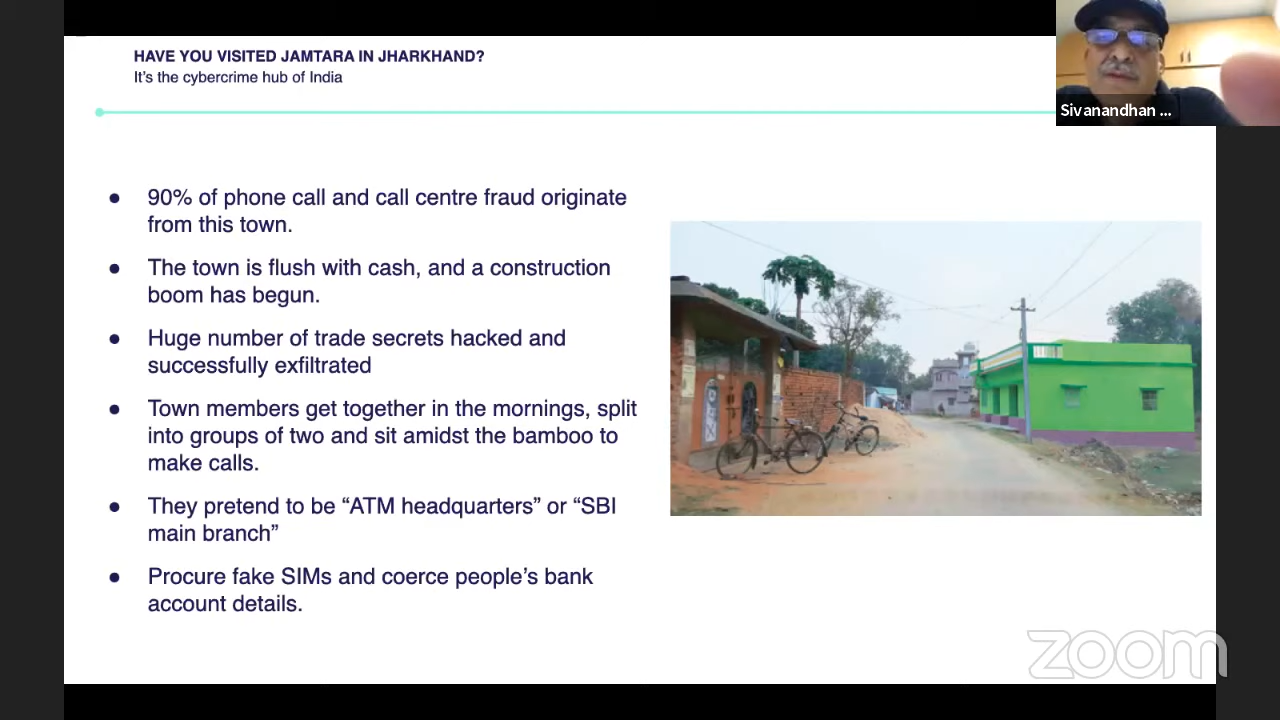 HAVE YOU VISITED JAMTARA IN JHARKHAND?
It's the cybercrime hub of India
Sivanandhan ...
● 90% of phone call and call centre fraud originate
from this town.
● The town is flush with cash, and a construction
boom has begun.
● Huge number of trade secrets hacked and
successfully exfiltrated
● Town members get together in the mornings, split
into groups of two and sit amidst the bamboo to
make calls.
● They pretend to be “ATM headquarters” or “SBI
main branch”
● Procure fake SIMs and coerce people’s bank
account details.
zoom